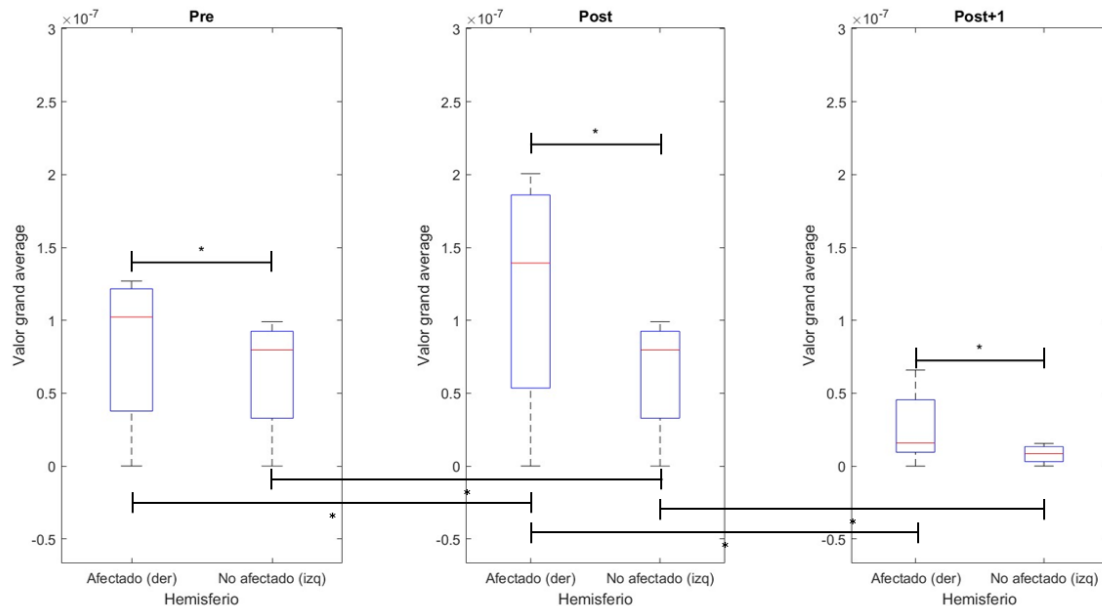 Pre
×10⁻⁷
3
2.5
2
1.5
1
0.5
0
-0.5
Valor grand average
*
Afectado (der) No afectado (izq)
Hemisferio
Post
×10⁻⁷
3
2.5
2
1.5
1
0.5
0
-0.5
Valor grand average
*
Afectado (der) No afectado (izq)
Hemisferio
Post+1
×10⁻⁷
3
2.5
2
1.5
1
0.5
0
-0.5
Valor grand average
*
Afectado (der) No afectado (izq)
Hemisferio
*
*
*
*